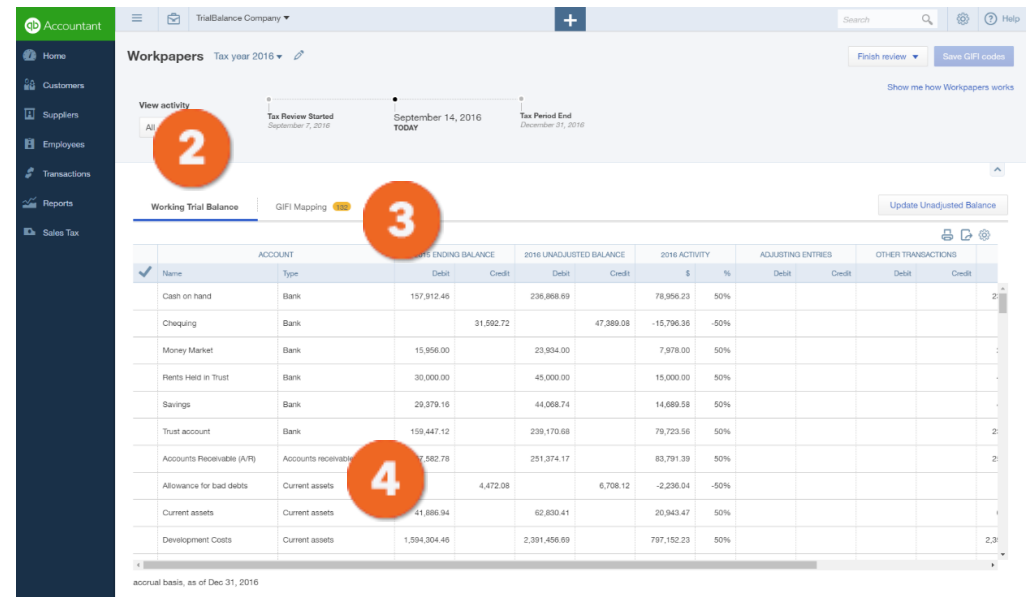 qb Accountant
TrialBalance Company
Search
Help
Home
Customers
Suppliers
Employees
Transactions
Reports
Sales Tax
Workpapers Tax year 2016
Finish review
Save GIFI codes
Show me how Workpapers works
View activity
All
Tax Review Started
September 7, 2016
September 14, 2016
TODAY
Tax Period End
December 31, 2016
2
Working Trial Balance GIFI Mapping 132
3
Update Unadjusted Balance
ACCOUNT 2015 ENDING BALANCE 2016 UNADJUSTED BALANCE 2016 ACTIVITY ADJUSTING ENTRIES OTHER TRANSACTIONS
Name Type Debit Credit Debit Credit $ % Debit Credit Debit Credit
Cash on hand Bank 157,912.46 236,868.69 78,956.23 50%
Chequing Bank 31,592.72 47,389.08 -15,796.36 -50%
Money Market Bank 15,956.00 23,934.00 7,978.00 50%
Rents Held in Trust Bank 30,000.00 45,000.00 15,000.00 50%
Savings Bank 29,379.16 44,068.74 14,689.58 50%
Trust account Bank 159,447.12 239,170.68 79,723.56 50%
Accounts Receivable (A/R) Accounts receivable 251,374.17 83,791.39 50%
4
Allowance for bad debts Current assets 4,472.08 6,708.12 -2,236.04 -50%
Current assets Current assets 41,886.94 62,830.41 20,943.47 50%
Development Costs Current assets 1,594,304.46 2,391,456.69 797,152.23 50%
accrual basis, as of Dec 31, 2016